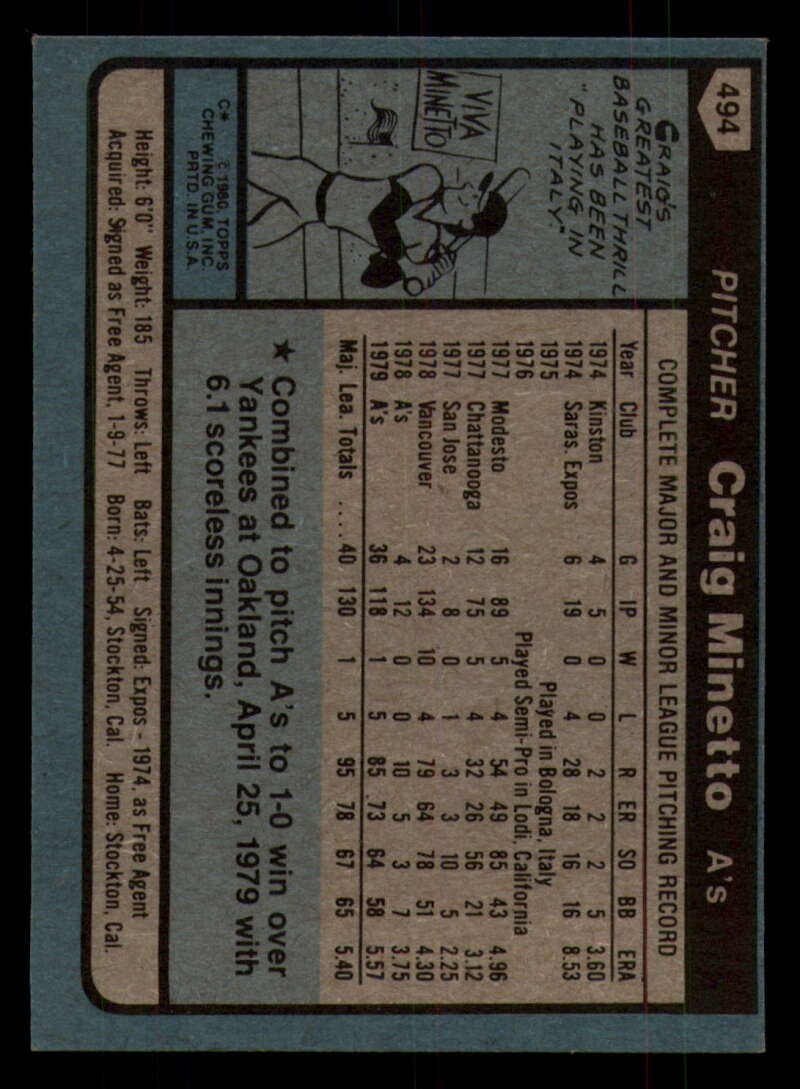 494
PITCHER Craig Minetto A's
CRAIG'S
GREATEST
BASEBALL THRILL
HAS BEEN
"PLAYING IN
ITALY."
VIVA
MINETTO
C* © 1980 TOPPS
CHEWING GUM, INC.
PRTD. IN U.S.A.
COMPLETE MAJOR AND MINOR LEAGUE PITCHING RECORD
Year Club G IP W L R ER SO BB ERA
1974 Kinston 4 5 0 0 2 2 2 5 3.60
1974 Saras. Expos 6 19 0 4 28 18 16 16 8.53
1975 Played in Bologna, Italy
1976 Played Semi-Pro in Lodi, California
1977 Modesto 16 89 5 4 54 49 85 43 4.96
1977 Chattanooga 12 75 5 4 32 26 56 21 3.12
1977 San Jose 2 8 0 1 3 3 10 5 2.25
1978 Vancouver 23 134 10 4 79 64 78 51 4.30
1978 A's 4 12 0 0 10 5 3 7 3.75
1979 A's 36 118 1 5 85 73 64 58 5.57
Maj. Lea. Totals ....40 130 1 5 95 78 67 65 5.40
★ Combined to pitch A's to 1-0 win over
Yankees at Oakland, April 25, 1979 with
6.1 scoreless innings.
Height: 6'0" Weight: 185 Throws: Left Bats: Left Signed: Expos - 1974, as Free Agent
Acquired: Signed as Free Agent, 1-9-77 Born: 4-25-54, Stockton, Cal. Home: Stockton, Cal.